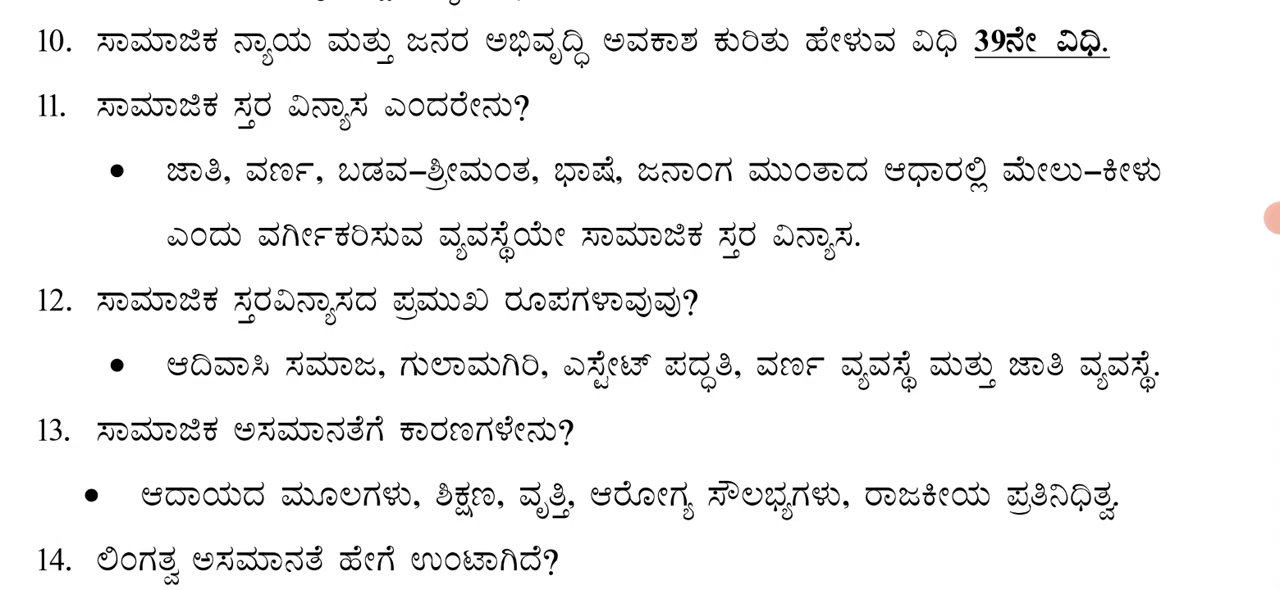 10. ಸಾಮಾಜಿಕ ನ್ಯಾಯ ಮತ್ತು ಜನರ ಅಭಿವೃದ್ಧಿ ಅವಕಾಶ ಕುರಿತು ಹೇಳುವ ವಿಧಿ 39ನೇ ವಿಧಿ.
11. ಸಾಮಾಜಿಕ ಸ್ತರ ವಿನ್ಯಾಸ ಎಂದರೇನು?
• ಜಾತಿ, ವರ್ಣ, ಬಡವ–ಶ್ರೀಮಂತ, ಭಾಷೆ, ಜನಾಂಗ ಮುಂತಾದ ಆಧಾರಲ್ಲಿ ಮೇಲು–ಕೀಳು
ಎಂದು ವರ್ಗೀಕರಿಸುವ ವ್ಯವಸ್ಥೆಯೇ ಸಾಮಾಜಿಕ ಸ್ತರ ವಿನ್ಯಾಸ.
12. ಸಾಮಾಜಿಕ ಸ್ತರವಿನ್ಯಾಸದ ಪ್ರಮುಖ ರೂಪಗಳಾವುವು?
• ಆದಿವಾಸಿ ಸಮಾಜ, ಗುಲಾಮಗಿರಿ, ಎಸ್ಟೇಟ್ ಪದ್ಧತಿ, ವರ್ಣ ವ್ಯವಸ್ಥೆ ಮತ್ತು ಜಾತಿ ವ್ಯವಸ್ಥೆ.
13. ಸಾಮಾಜಿಕ ಅಸಮಾನತೆಗೆ ಕಾರಣಗಳೇನು?
• ಆದಾಯದ ಮೂಲಗಳು, ಶಿಕ್ಷಣ, ವೃತ್ತಿ, ಆರೋಗ್ಯ ಸೌಲಭ್ಯಗಳು, ರಾಜಕೀಯ ಪ್ರತಿನಿಧಿತ್ವ.
14. ಲಿಂಗತ್ವ ಅಸಮಾನತೆ ಹೇಗೆ ಉಂಟಾಗಿದೆ?